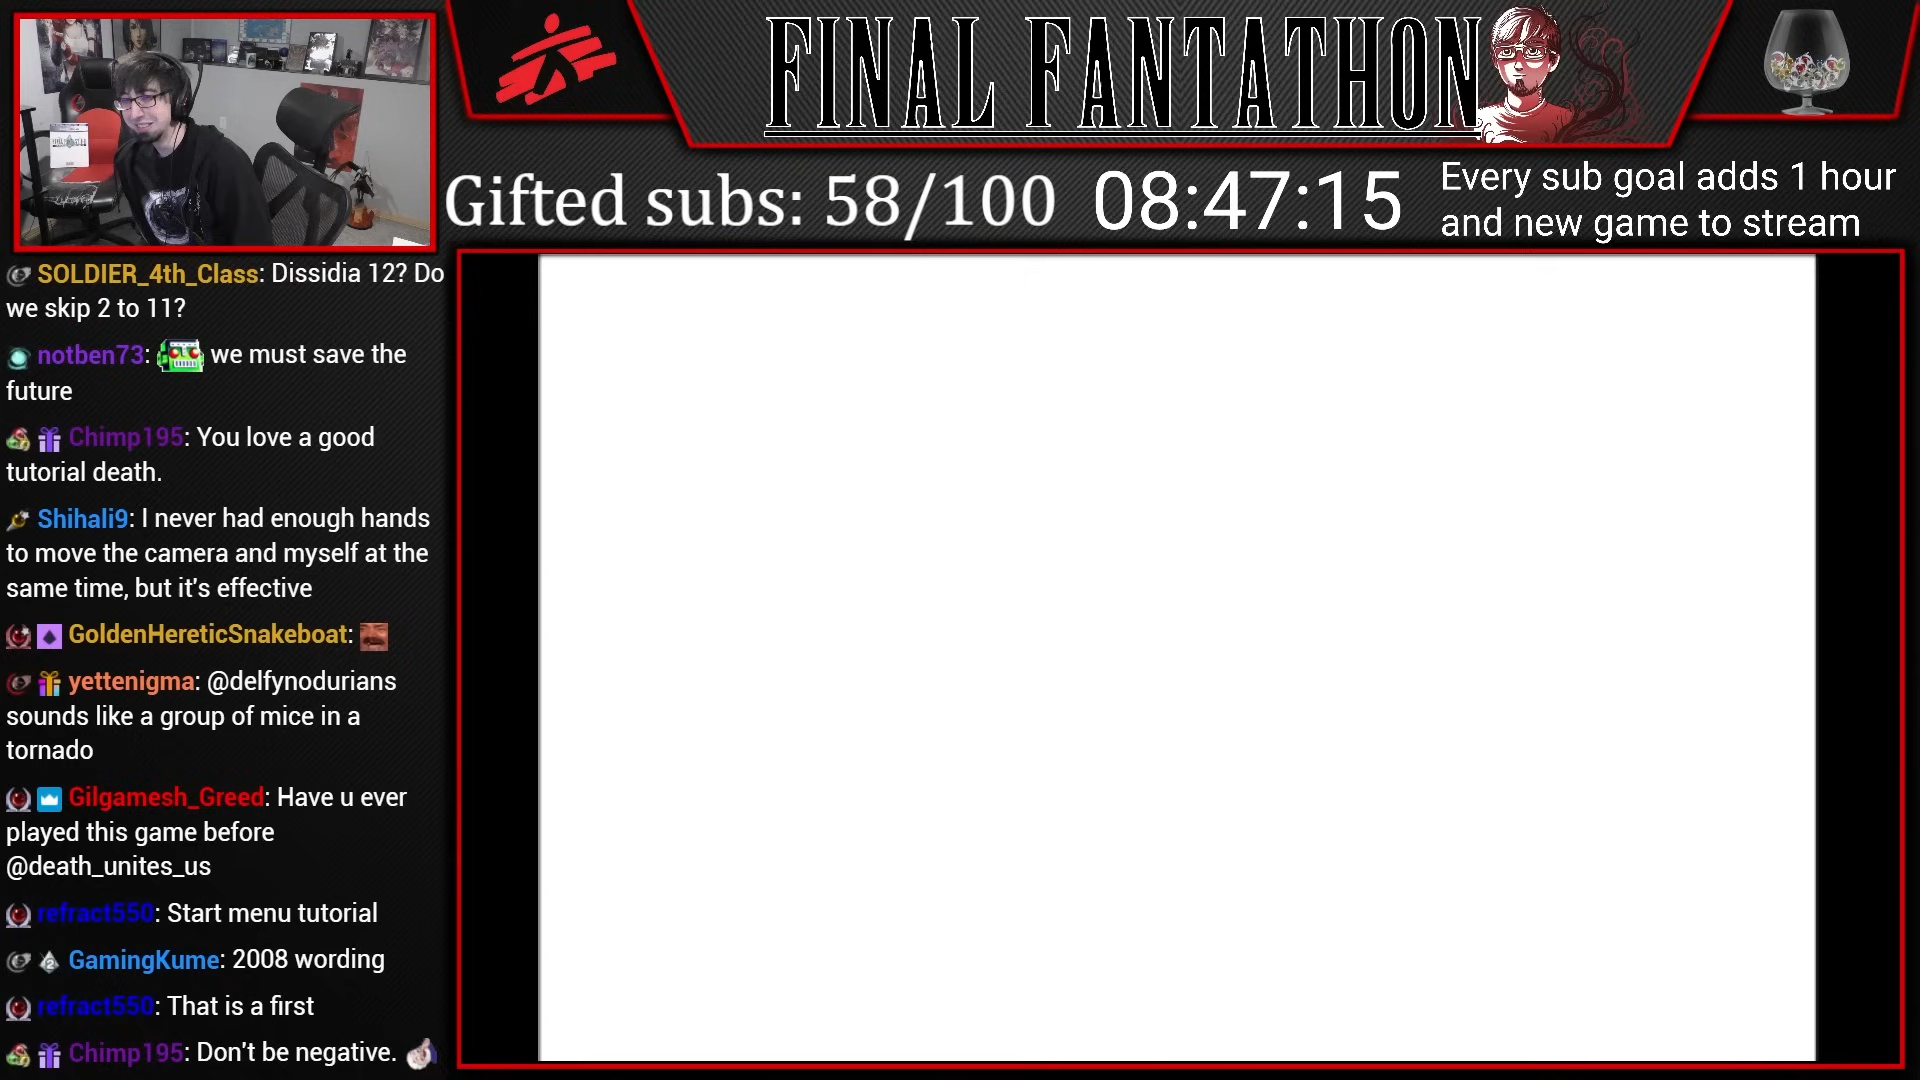 FINAL FANTATHON
Gifted subs: 58/100
08:47:15
Every sub goal adds 1 hour
and new game to stream
SOLDIER_4th_Class: Dissidia 12? Do
we skip 2 to 11?
notben73: we must save the
future
Chimp195: You love a good
tutorial death.
Shihali9: I never had enough hands
to move the camera and myself at the
same time, but it's effective
GoldenHereticSnakeboat:
yettenigma: @delfynodurians
sounds like a group of mice in a
tornado
Gilgamesh_Greed: Have u ever
played this game before
@death_unites_us
refract550: Start menu tutorial
GamingKume: 2008 wording
refract550: That is a first
Chimp195: Don't be negative.